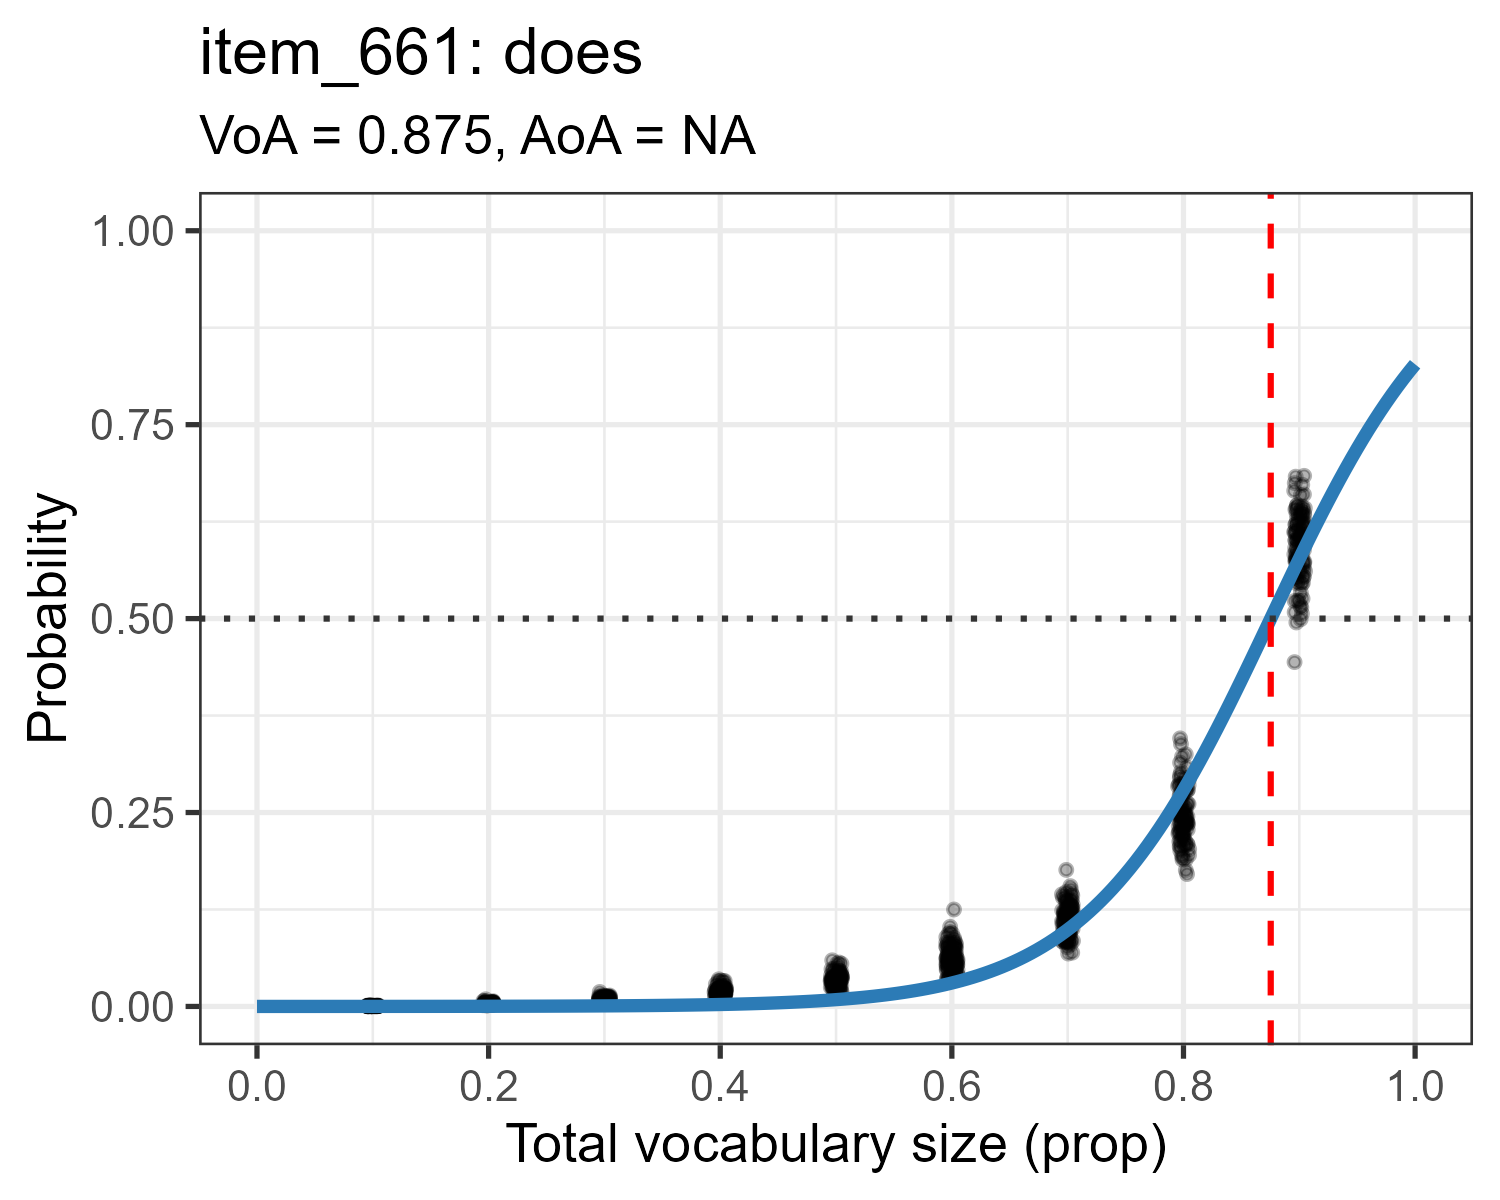 item_661: does
VoA = 0.875, AoA = NA
1.00
0.75
0.50
0.25
0.00
Probability
0.0 0.2 0.4 0.6 0.8 1.0
Total vocabulary size (prop)